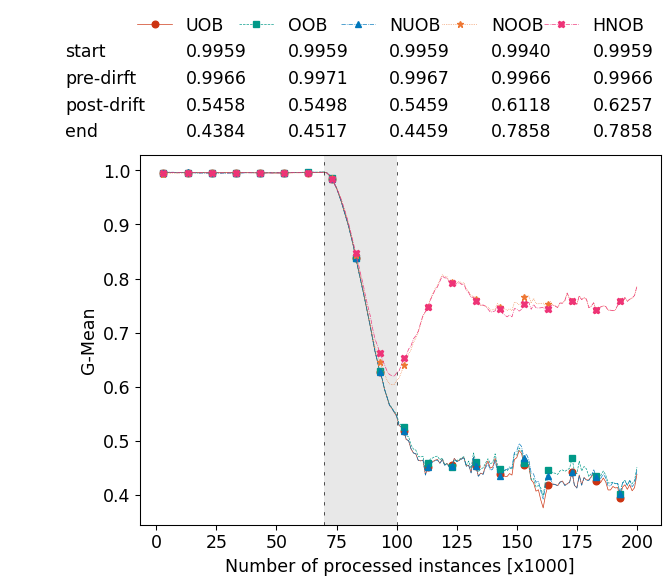 UOB OOB NUOB NOOB HNOB
start 0.9959 0.9959 0.9959 0.9940 0.9959
pre-dirft 0.9966 0.9971 0.9967 0.9966 0.9966
post-drift 0.5458 0.5498 0.5459 0.6118 0.6257
end 0.4384 0.4517 0.4459 0.7858 0.7858
1.0
0.9
0.8
0.7
0.6
0.5
0.4
G-Mean
0 25 50 75 100 125 150 175 200
Number of processed instances [x1000]